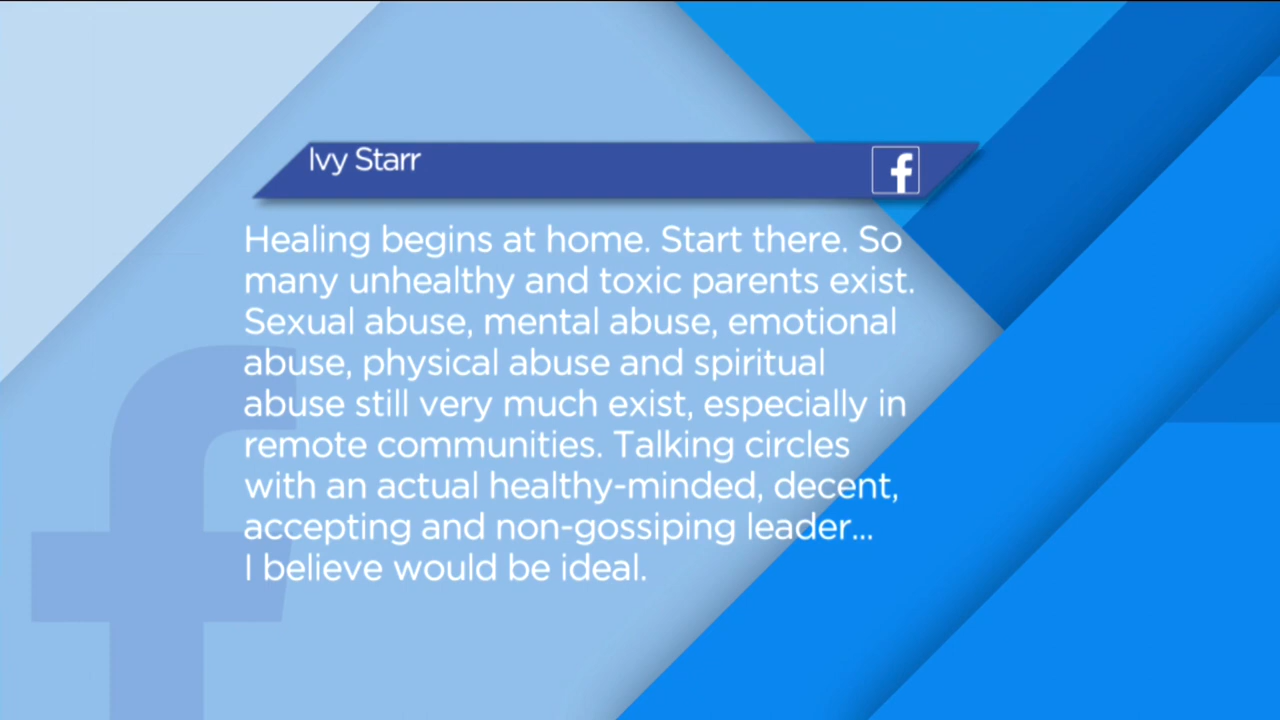 Ivy Starr
Healing begins at home. Start there. So
many unhealthy and toxic parents exist.
Sexual abuse, mental abuse, emotional
abuse, physical abuse and spiritual
abuse still very much exist, especially in
remote communities. Talking circles
with an actual healthy-minded, decent,
accepting and non-gossiping leader...
I believe would be ideal.